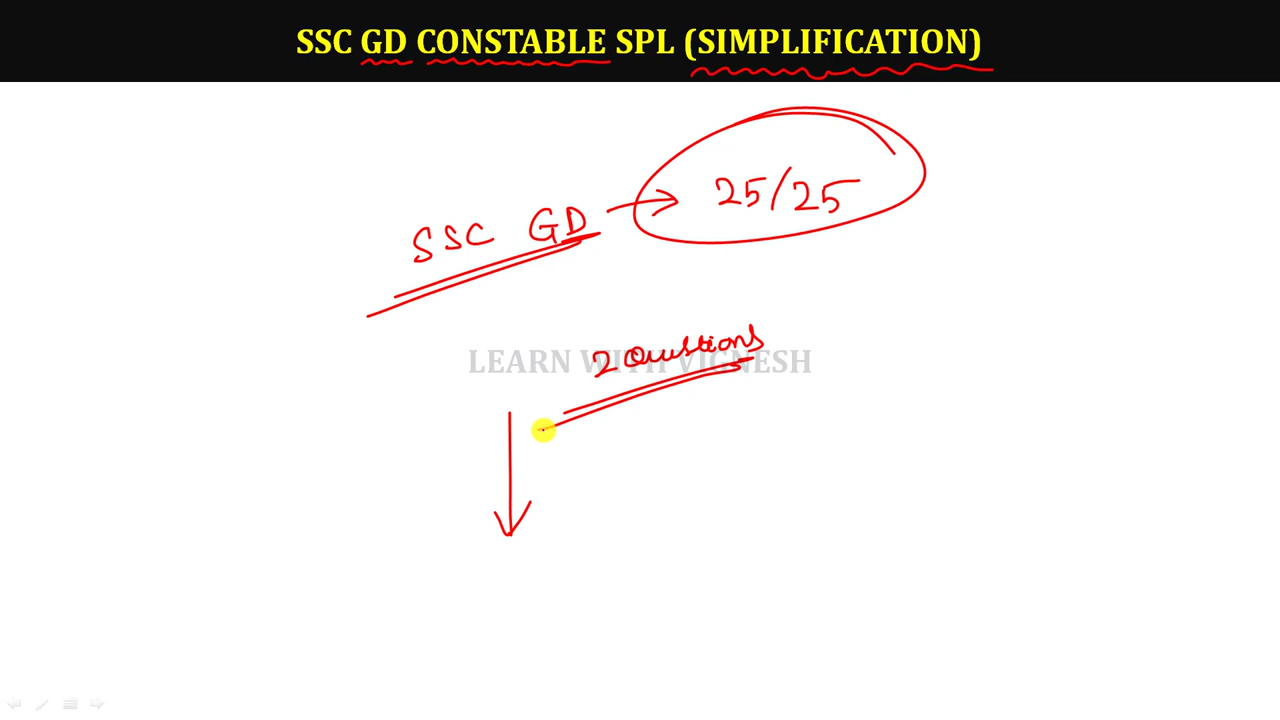 SSC GD CONSTABLE SPL (SIMPLIFICATION)
25/25
SSC GD
2 Questions
LEARN WITH VIGNESH